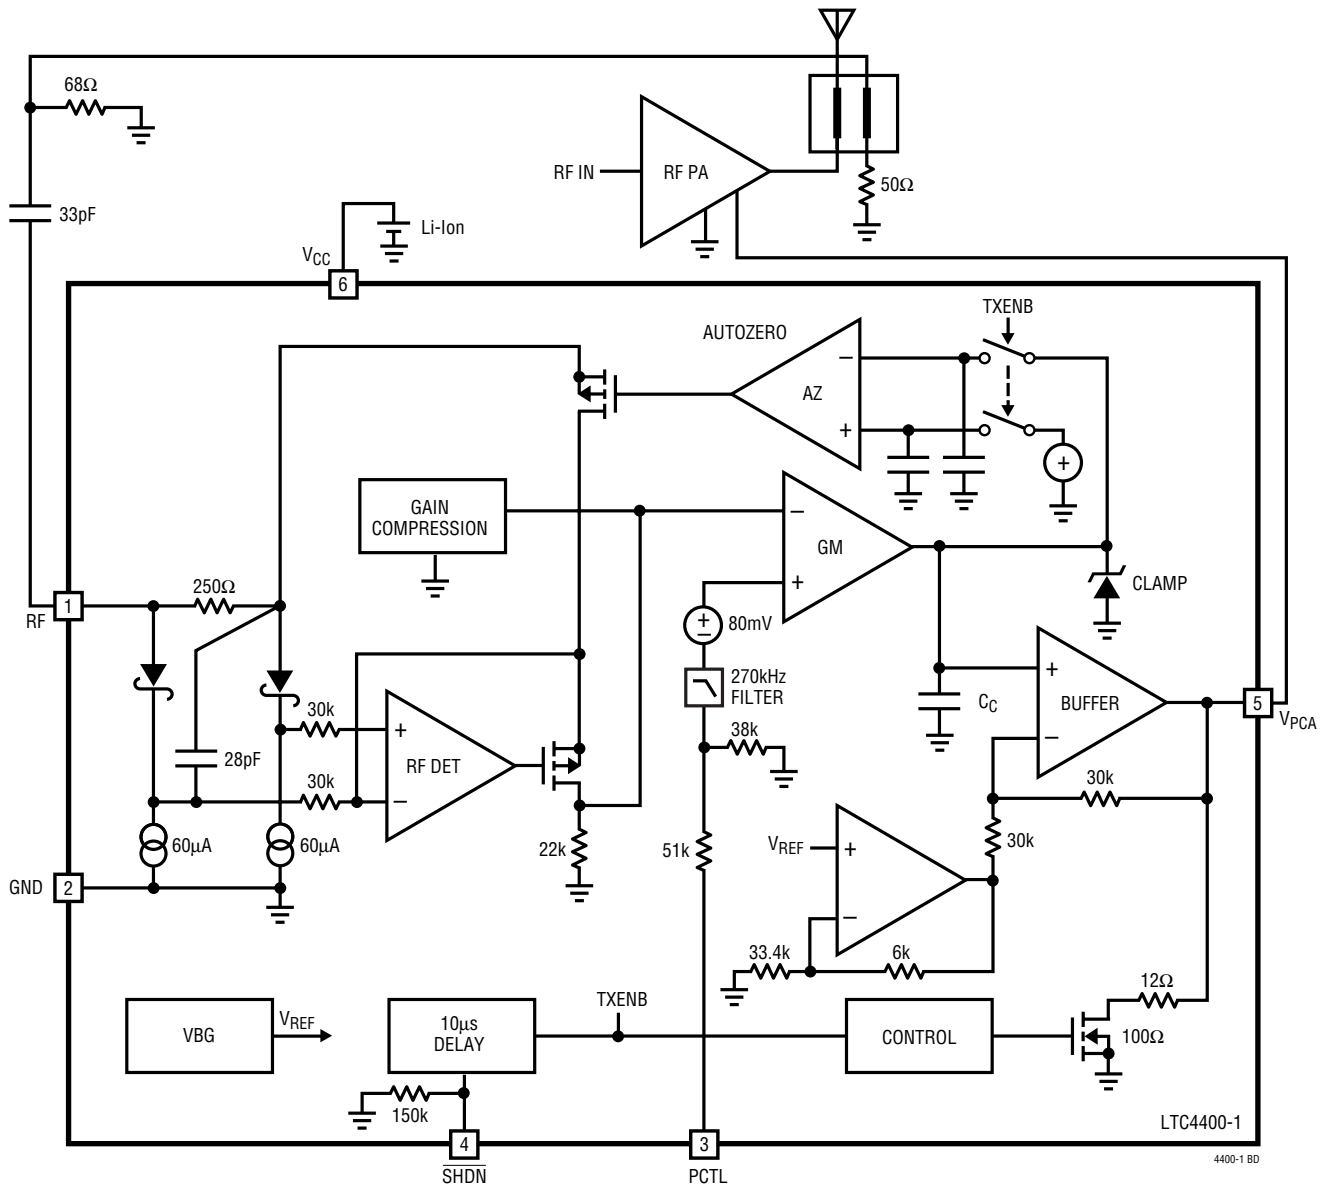 68Ω
33pF
RF IN
RF PA
50Ω
Li-Ion
VCC
6
TXENB
AUTOZERO
AZ
−
+
+
GAIN
COMPRESSION
−
GM
+
CLAMP
250Ω
1
RF
+
−
80mV
270kHz
FILTER
+
BUFFER
−
CC
5
VPCA
30k
+
RF DET
−
28pF
30k
38k
30k
60µA
60µA
22k
51k
VREF
+
−
30k
GND
2
33.4k
6k
12Ω
VBG
VREF
10µs
DELAY
TXENB
CONTROL
100Ω
150k
LTC4400-1
4
3
SHDN
PCTL
4400-1 BD